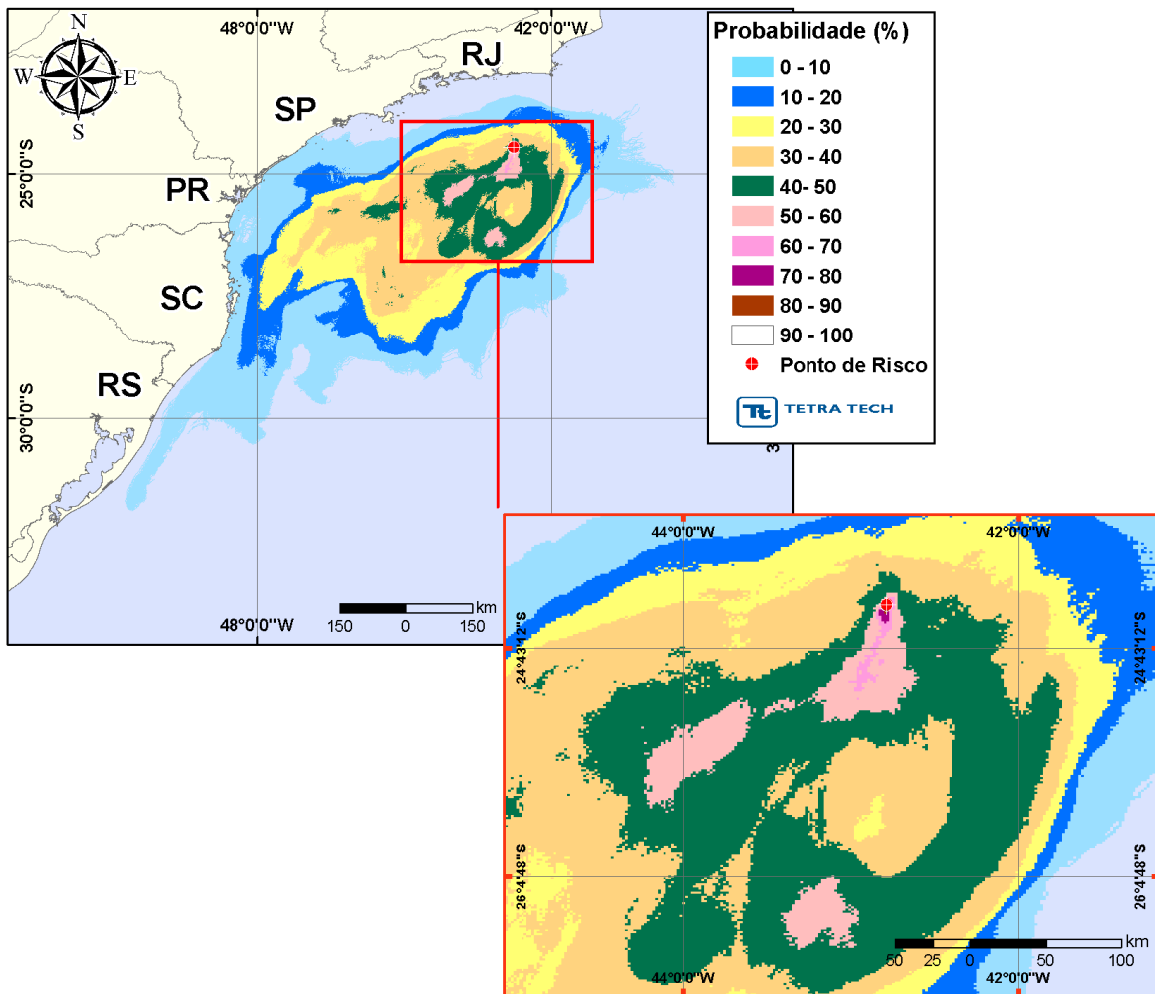 48°0'0"W
42°0'0"W
N
W
E
S
RJ
SP
PR
SC
RS
25°0'0"S
30°0'0"S
3
48°0'0"W
km
150 0 150
Probabilidade (%)
0 - 10
10 - 20
20 - 30
30 - 40
40- 50
50 - 60
60 - 70
70 - 80
80 - 90
90 - 100
Ponto de Risco
Tt TETRA TECH
44°0'0"W
42°0'0"W
24°43'12"S
24°43'12"S
26°4'48"S
26°4'48"S
km
50 25 0 50 100
44°0'0"W
42°0'0"W